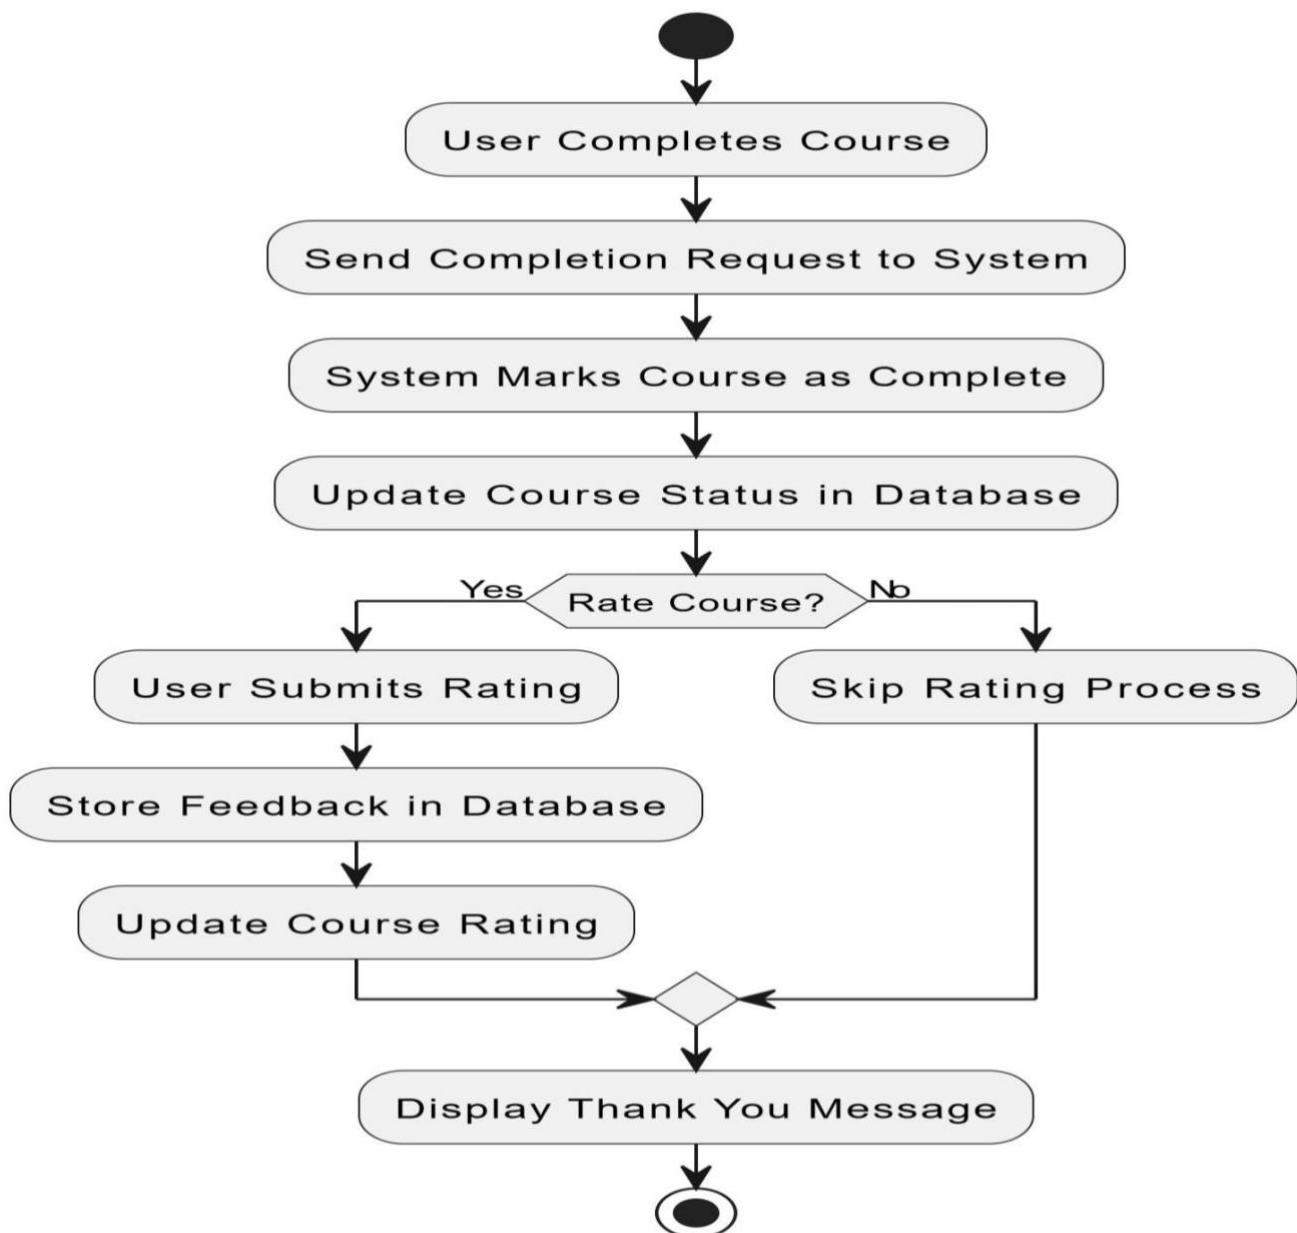 User Completes Course
Send Completion Request to System
System Marks Course as Complete
Update Course Status in Database
Yes
Rate Course?
No
User Submits Rating
Skip Rating Process
Store Feedback in Database
Update Course Rating
Display Thank You Message